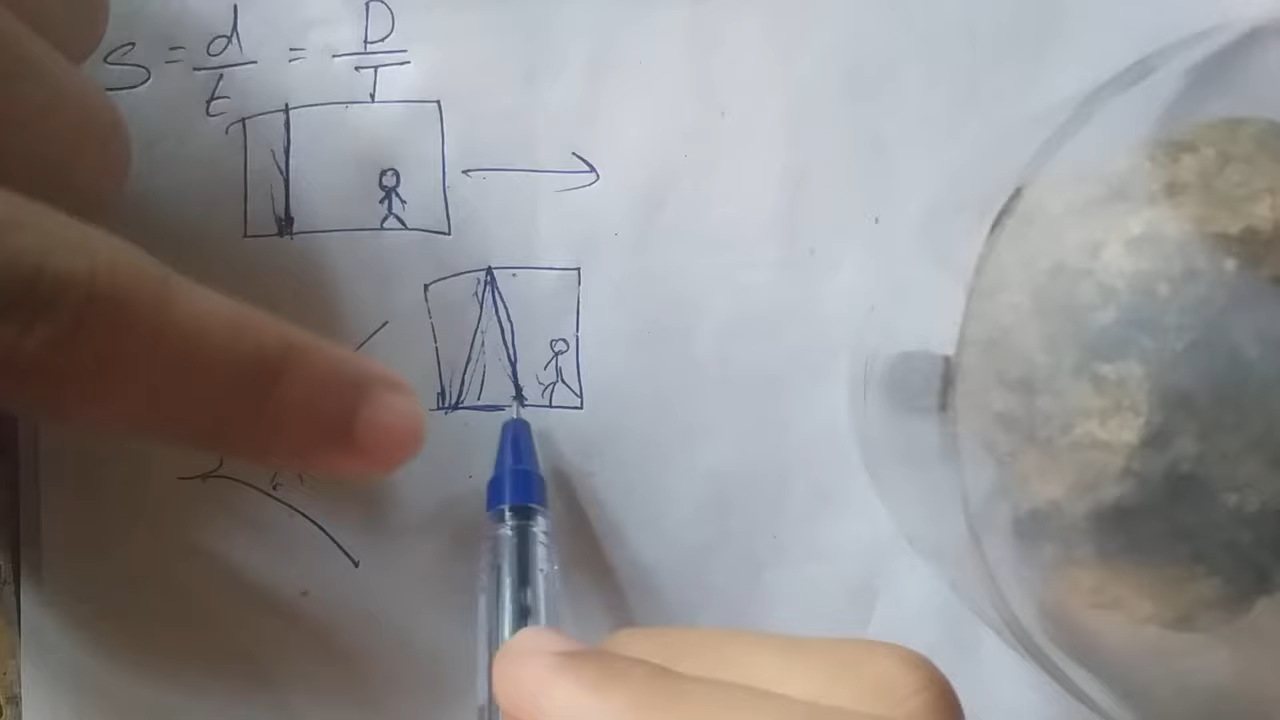 S = d/t = D/T